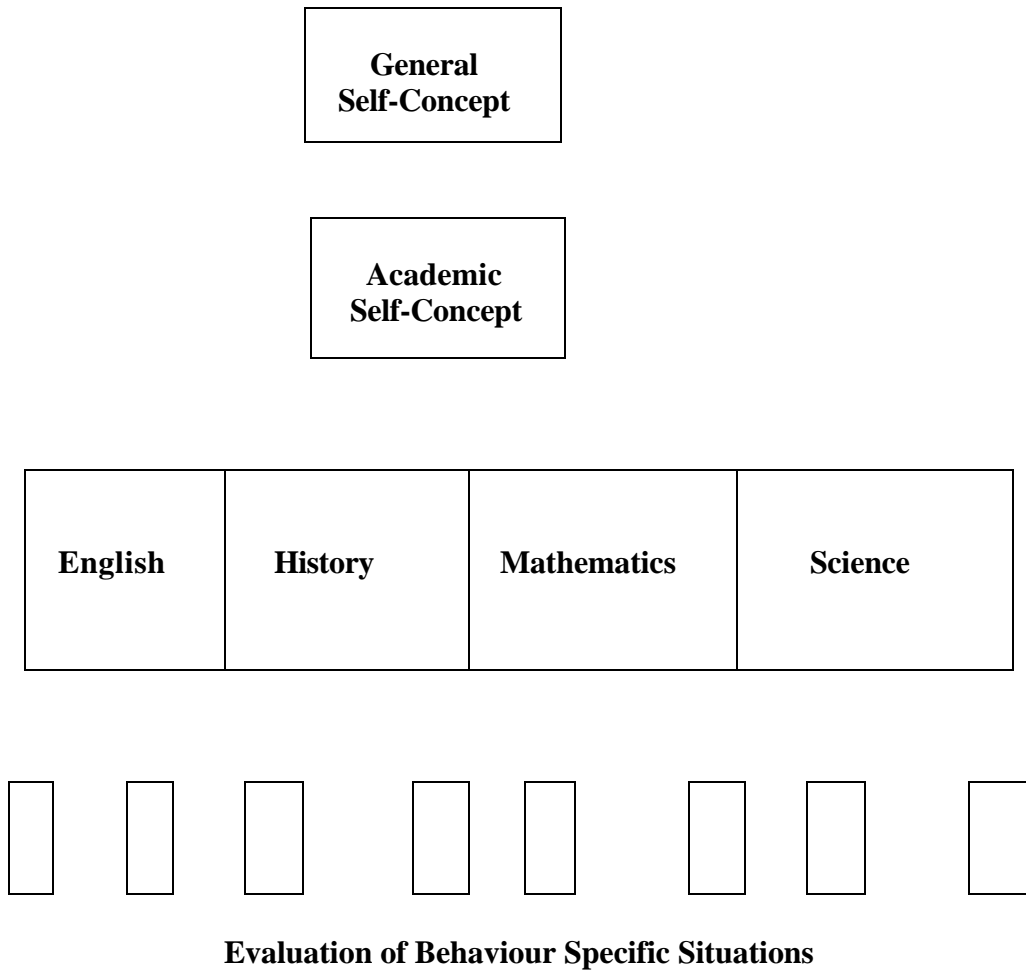 General
Self-Concept
Academic
Self-Concept
English History Mathematics Science
Evaluation of Behaviour Specific Situations